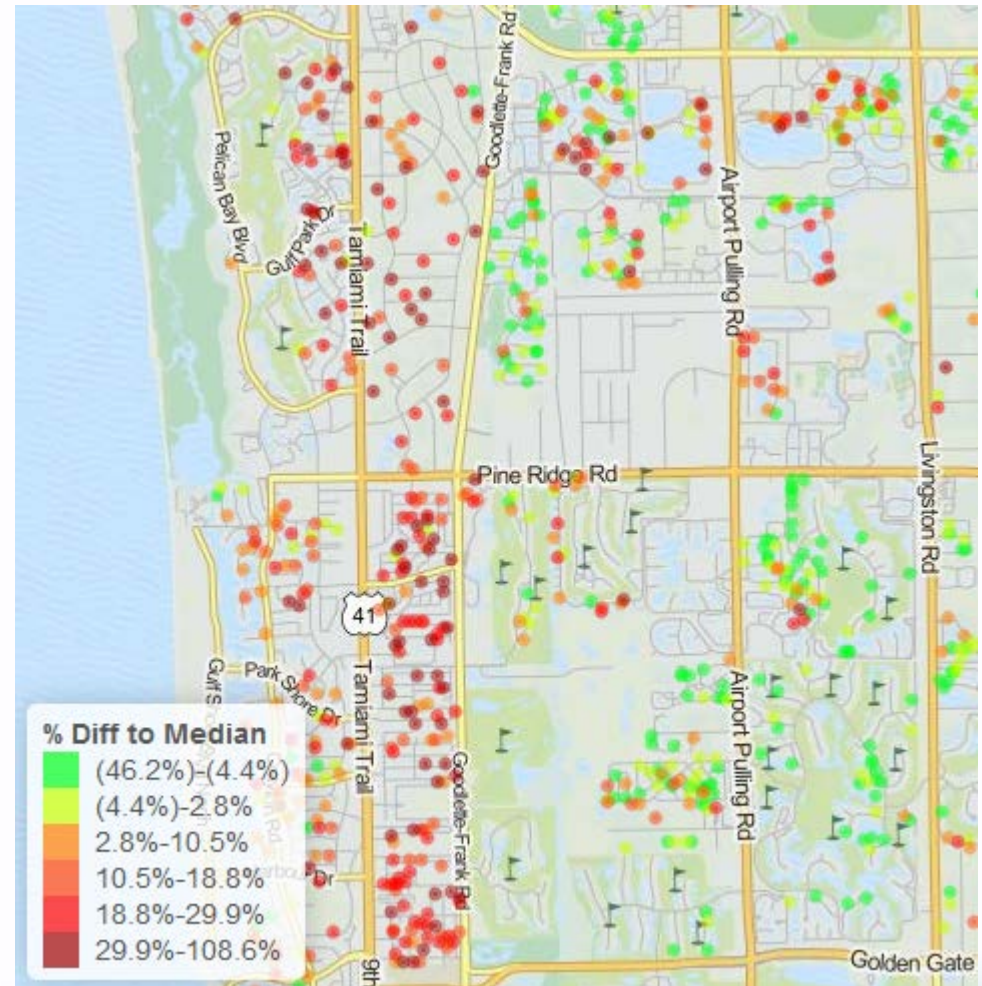 Goodlette-Frank Rd
Pelican Bay Blvd
Gulf Park Dr
Tamiami Trail
Airport Pulling Rd
Pine Ridge Rd
Livingston Rd
41
Park Shore Dr
Tamiami Trail
Airport Pulling Rd
Goodlette-Frank Rd
% Diff to Median
(46.2%)-(4.4%)
(4.4%)-2.8%
2.8%-10.5%
10.5%-18.8%
18.8%-29.9%
29.9%-108.6%
Dr
9th
Golden Gate